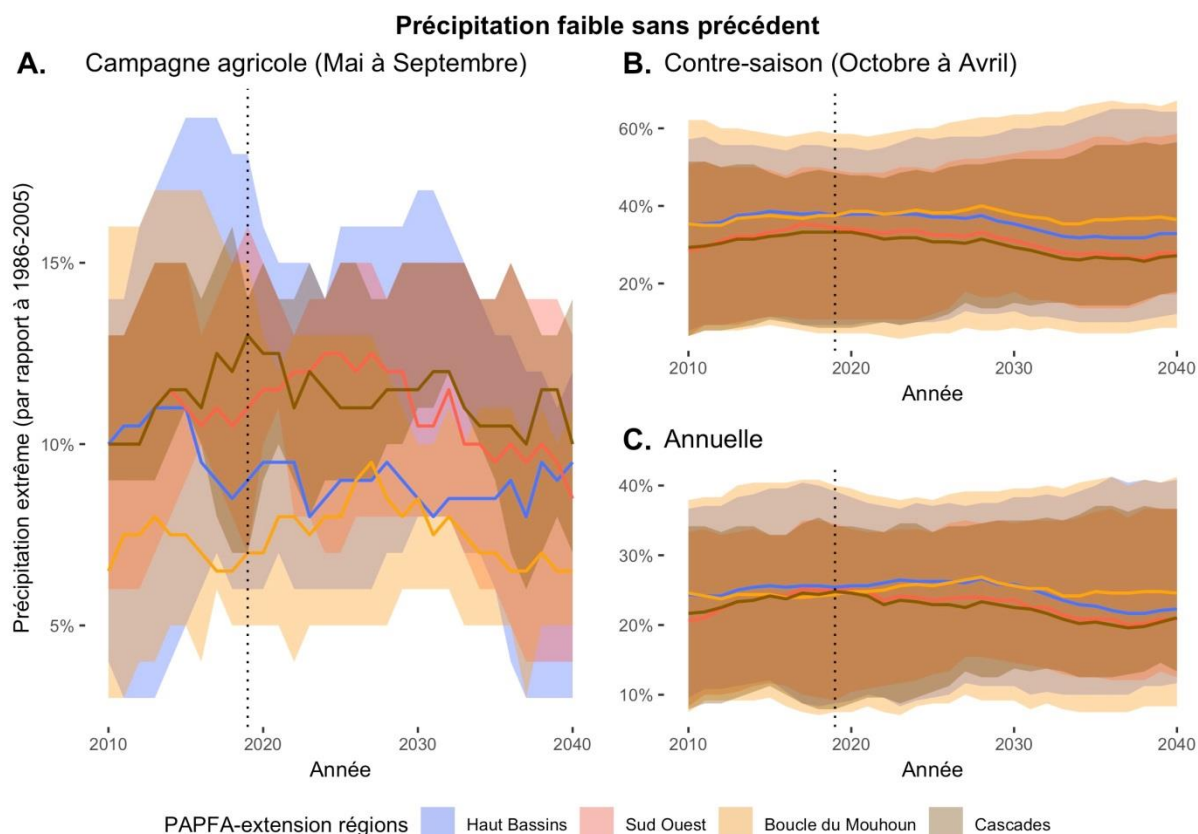 Précipitation faible sans précédent
A. Campagne agricole (Mai à Septembre)
Précipitation extrême (par rapport à 1986-2005)
15%
10%
5%
2010 2020 2030 2040
Année
B. Contre-saison (Octobre à Avril)
60%
40%
20%
2010 2020 2030 2040
Année
C. Annuelle
40%
30%
20%
10%
2010 2020 2030 2040
Année
PAPFA-extension régions Haut Bassins Sud Ouest Boucle du Mouhoun Cascades